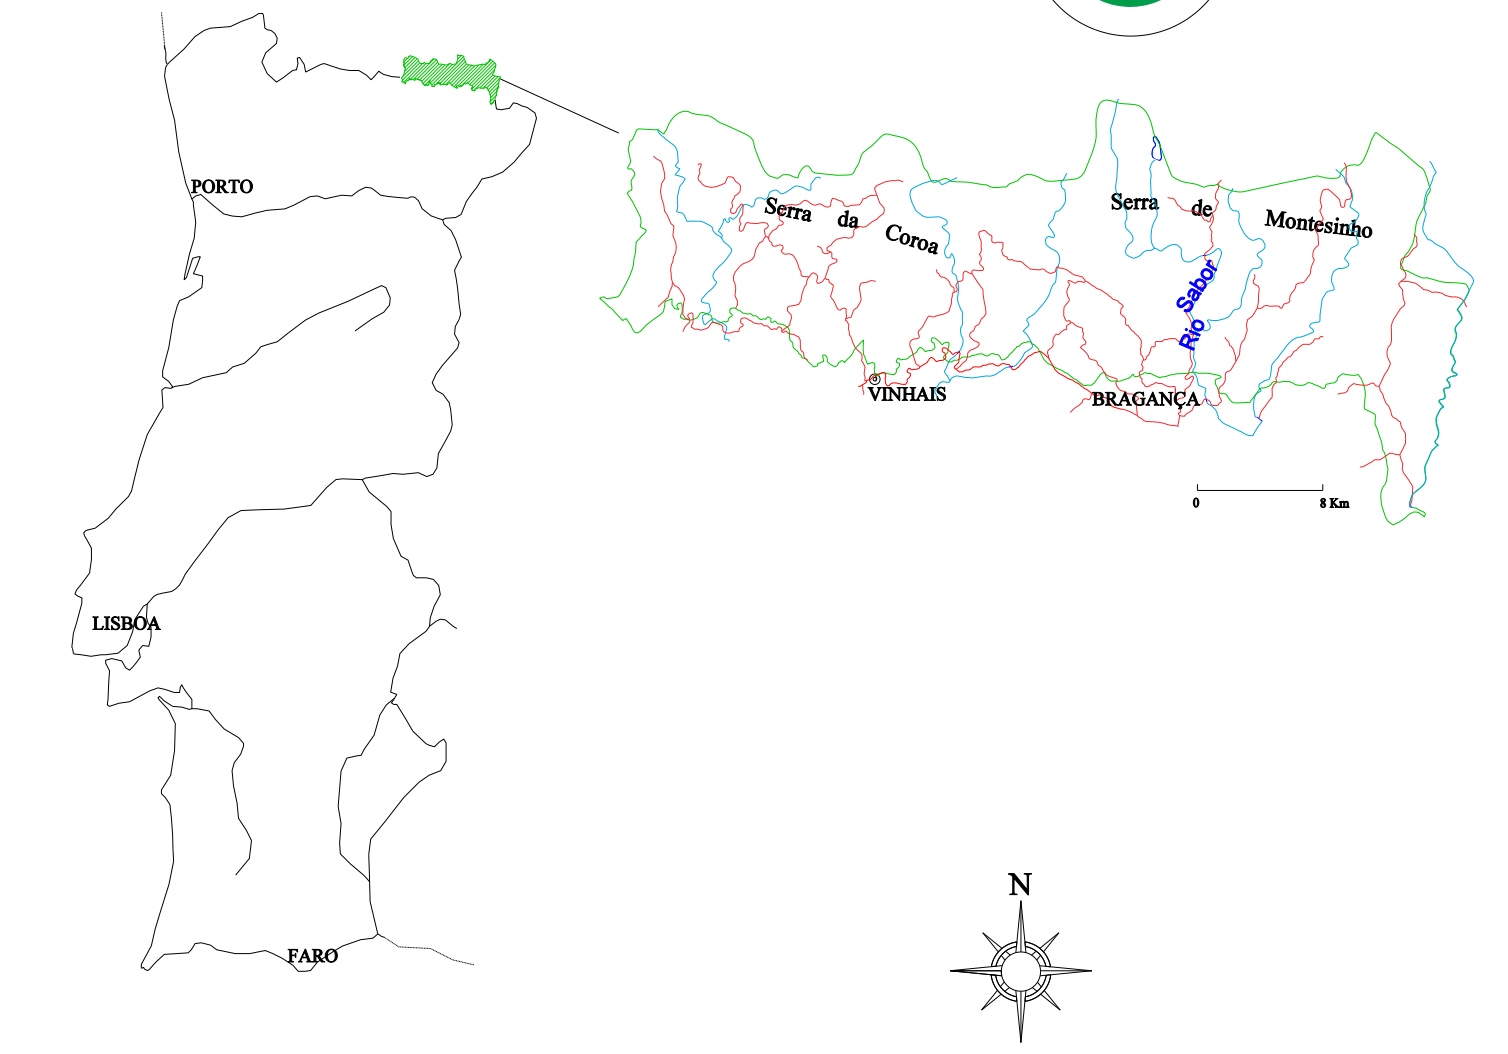 PORTO
Serra da Coroa
Serra de Montesinho
Rio Sabor
VINHAIS
BRAGANÇA
0 8 Km
LISBOA
N
FARO